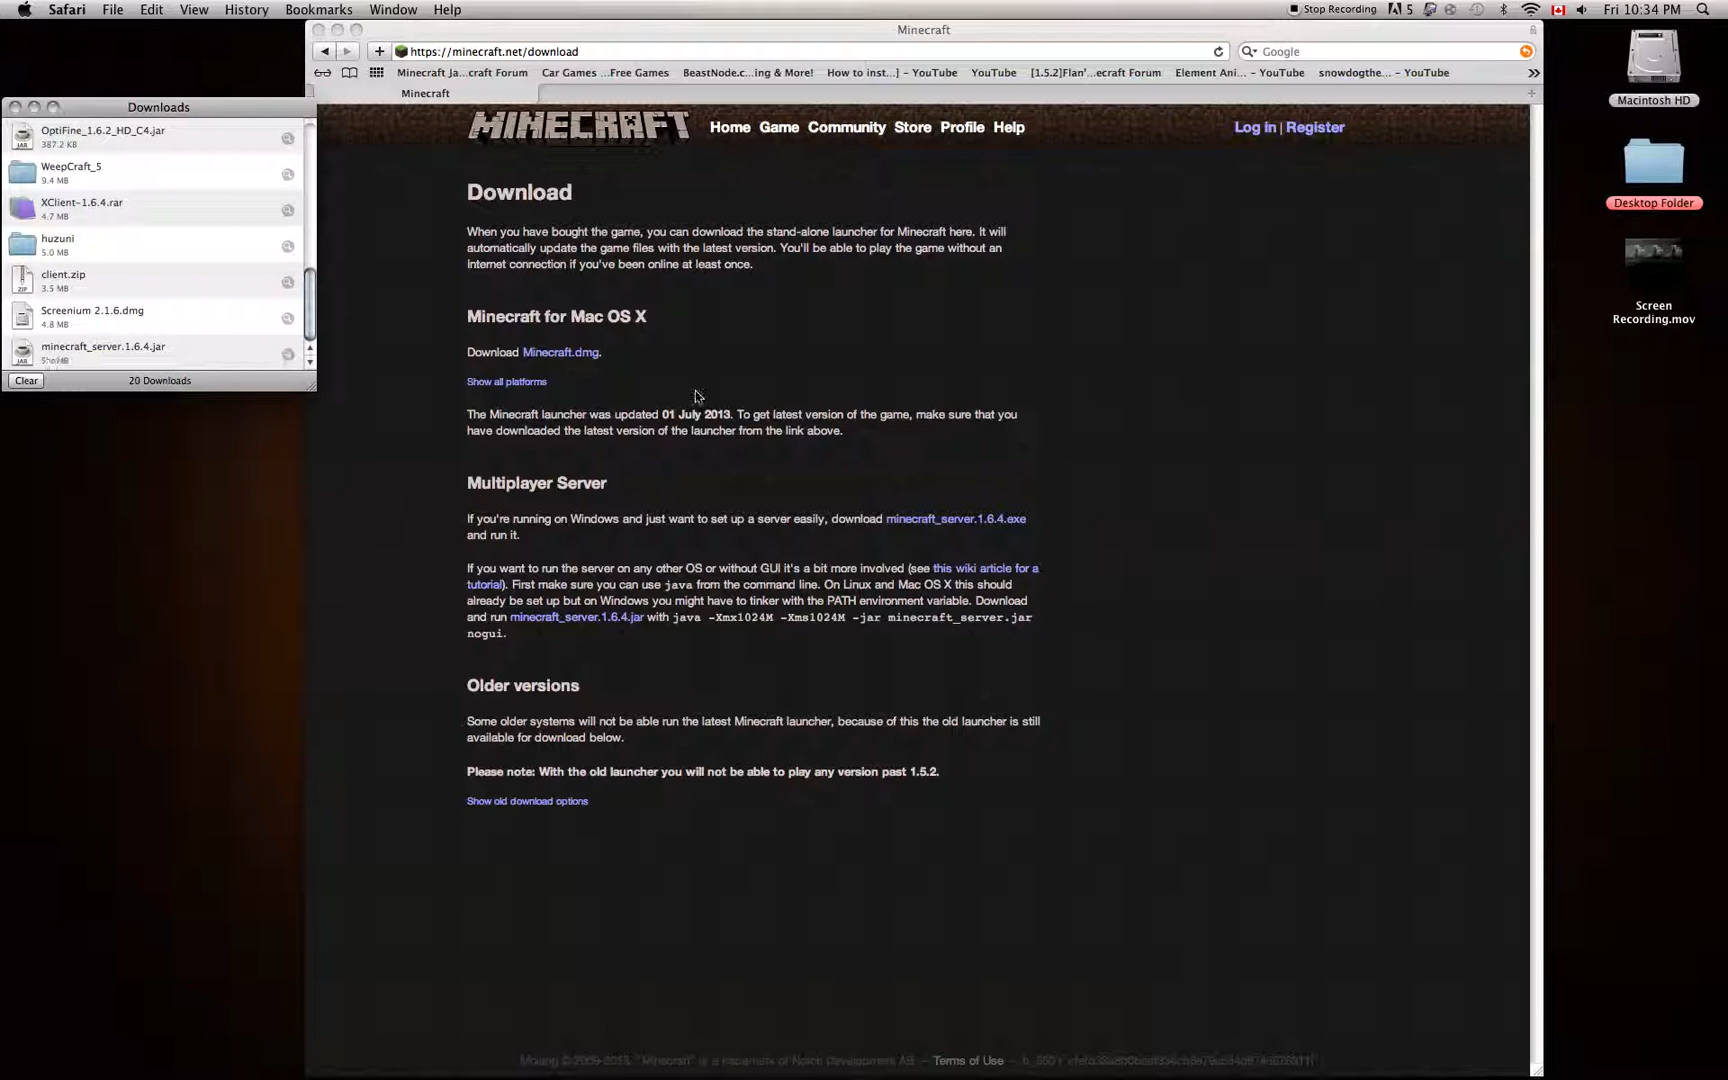 Safari File Edit View History Bookmarks Window Help
Stop Recording 5 Fri 10:34 PM
Minecraft
https://minecraft.net/download
Google
Minecraft Ja...craft Forum Car Games ...Free Games BeastNode.c...ing & More! How to inst...] – YouTube YouTube [1.5.2]Flan'...ecraft Forum Element Ani... – YouTube snowdogthe... – YouTube
Minecraft
Downloads
OptiFine_1.6.2_HD_C4.jar
387.2 KB
WeepCraft_5
9.4 MB
XClient-1.6.4.rar
4.7 MB
huzuni
5.0 MB
client.zip
3.5 MB
Screenium 2.1.6.dmg
4.8 MB
minecraft_server.1.6.4.jar
Clear
20 Downloads
MINECRAFT
Home Game Community Store Profile Help
Log in | Register
Download
When you have bought the game, you can download the stand-alone launcher for Minecraft here. It will
automatically update the game files with the latest version. You'll be able to play the game without an
Internet connection if you've been online at least once.
Minecraft for Mac OS X
Download Minecraft.dmg.
Show all platforms
The Minecraft launcher was updated 01 July 2013. To get latest version of the game, make sure that you
have downloaded the latest version of the launcher from the link above.
Multiplayer Server
If you're running on Windows and just want to set up a server easily, download minecraft_server.1.6.4.exe
and run it.
If you want to run the server on any other OS or without GUI it's a bit more involved (see this wiki article for a
tutorial). First make sure you can use java from the command line. On Linux and Mac OS X this should
already be set up but on Windows you might have to tinker with the PATH environment variable. Download
and run minecraft_server.1.6.4.jar with java -Xmx1024M -Xms1024M -jar minecraft_server.jar
nogui.
Older versions
Some older systems will not be able run the latest Minecraft launcher, because of this the old launcher is still
available for download below.
Please note: With the old launcher you will not be able to play any version past 1.5.2.
Show old download options
Mojang © 2009-2013. "Minecraft" is a trademark of Notch Development AB — Terms of Use —
Macintosh HD
Desktop Folder
Screen
Recording.mov